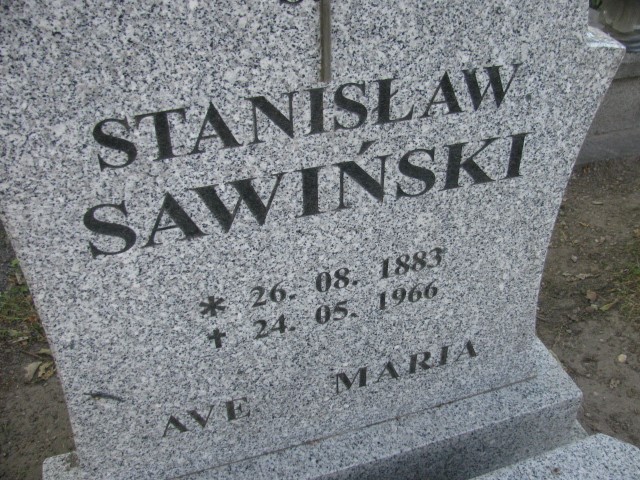 STANISŁAW
SAWIŃSKI
* 26. 08. 1883
✝ 24. 05. 1966
AVE MARIA